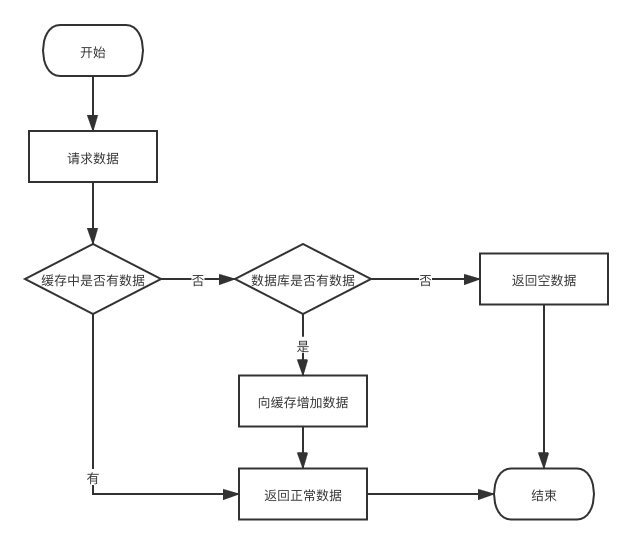 开始
请求数据
缓存中是否有数据
否
数据库是否有数据
否
返回空数据
是
向缓存增加数据
有
返回正常数据
结束